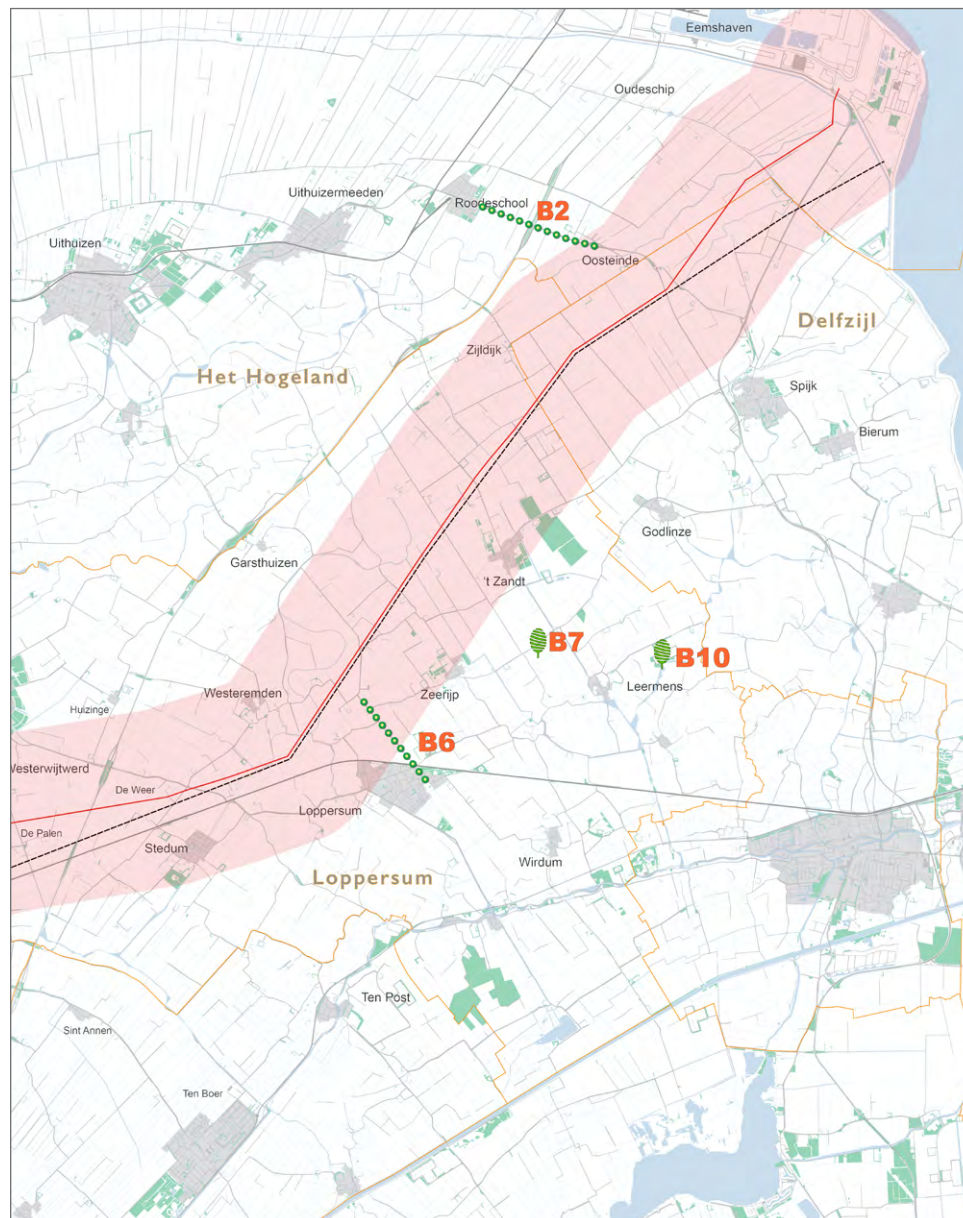 Eemshaven
Oudeschip
Uithuizermeeden
Roodeschool
B2
Uithuizen
Oosteinde
Delfzijl
Zijldijk
Het Hogeland
Spijk
Bierum
Godlinze
Garsthuizen
't Zandt
B7
B10
Leermens
Zeerijp
Westeremden
Huizinge
B6
Westerwijtwerd
De Weer
Loppersum
De Palen
Stedum
Wirdum
Loppersum
Ten Post
Sint Annen
Ten Boer